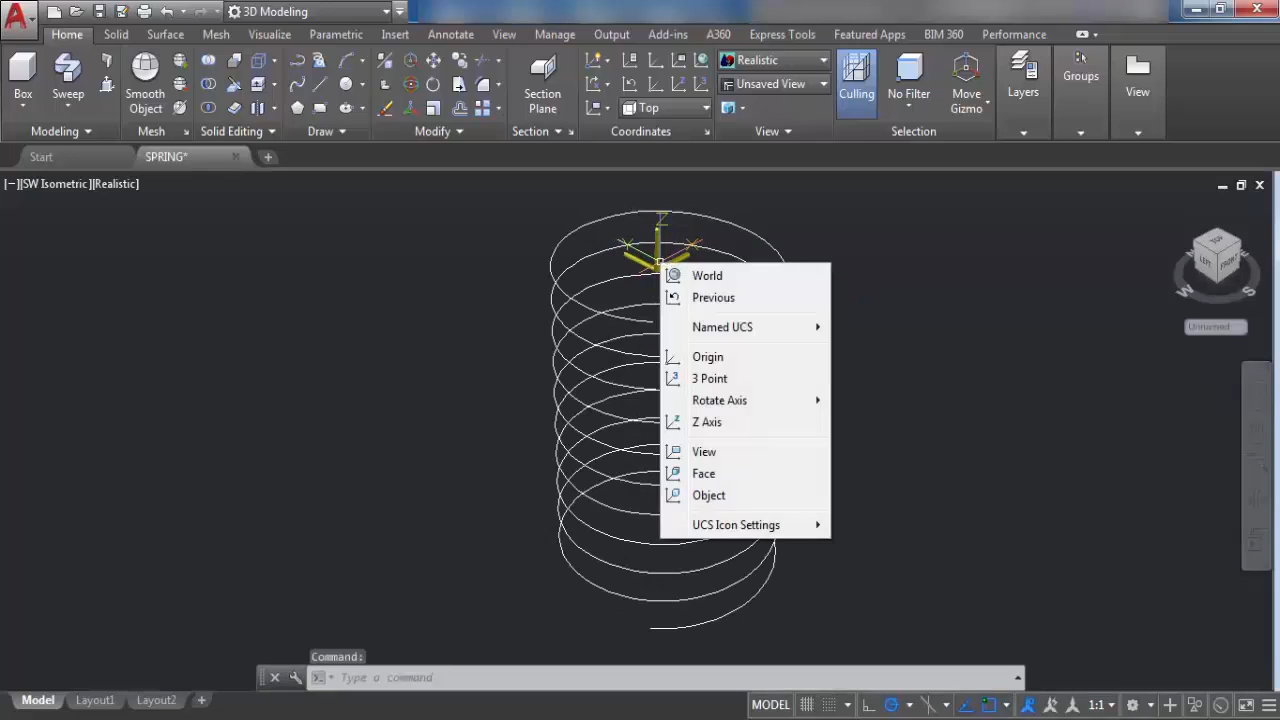 3D Modeling
Home Solid Surface Mesh Visualize Parametric Insert Annotate View Manage Output Add-ins A360 Express Tools Featured Apps BIM 360 Performance
Realistic
Unsaved View
Top
Box Sweep Smooth Object Section Plane Culling No Filter Move Gizmo Layers Groups View
Modeling Mesh Solid Editing Draw Modify Section Coordinates View Selection
Start SPRING*
[−][SW Isometric][Realistic]
Z
TOP
LEFT FRONT
W S
Unnamed
World
Previous
Named UCS
Origin
3 Point
Rotate Axis
Z Axis
View
Face
Object
UCS Icon Settings
Command:
Type a command
Model Layout1 Layout2 + MODEL 1:1